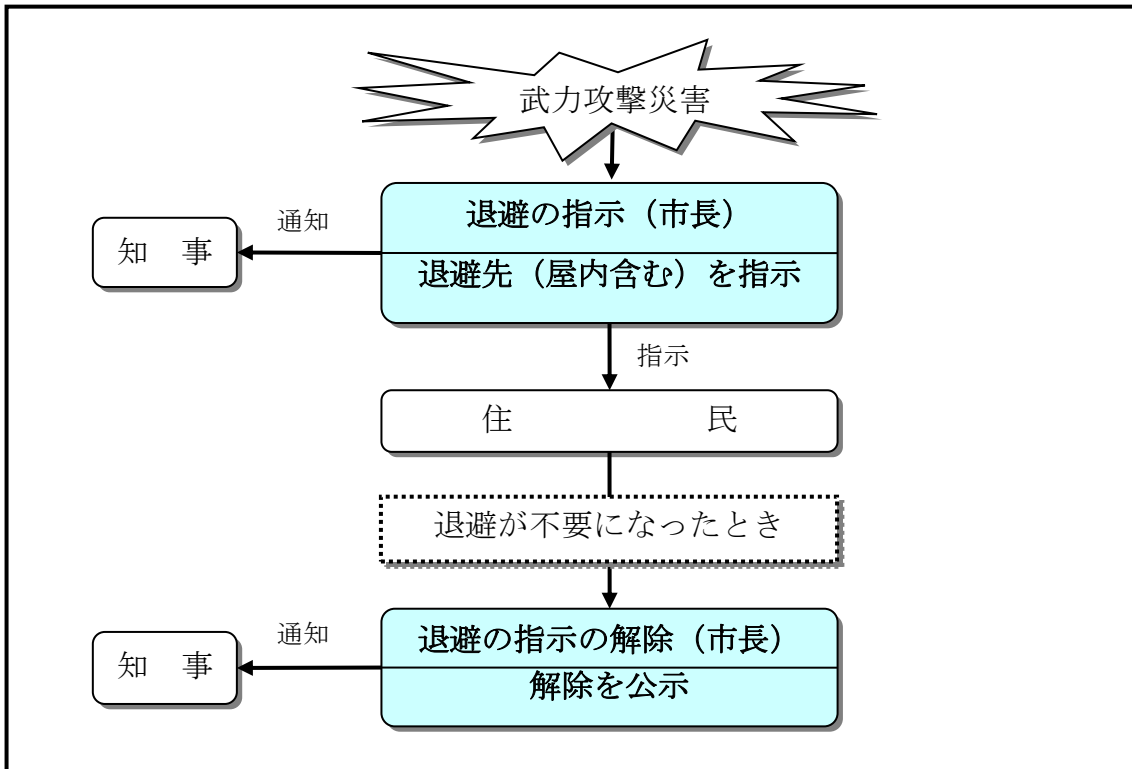 武力攻撃災害
退避の指示（市長）
通知
知　事
退避先（屋内含む）を指示
指示
住　　　　民
退避が不要になったとき
退避の指示の解除（市長）
通知
知　事
解除を公示